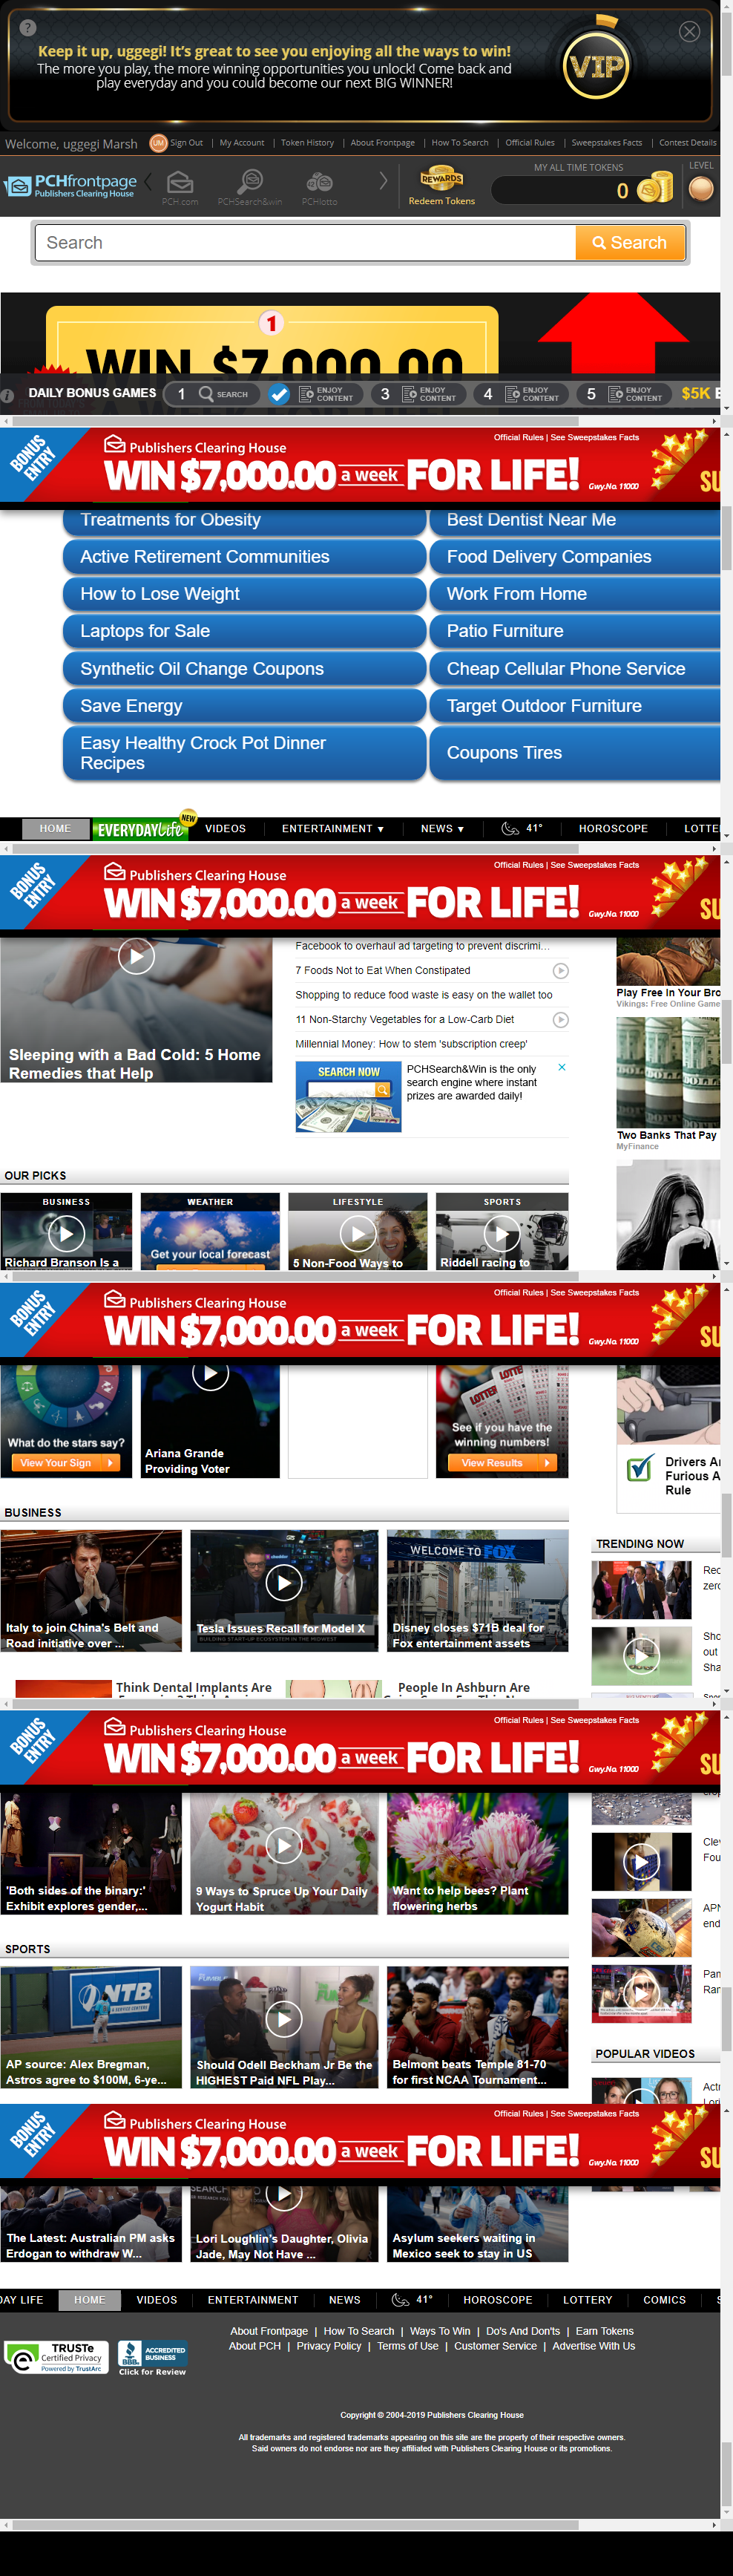 ?
Keep it up, uggegi! It's great to see you enjoying all the ways to win!
The more you play, the more winning opportunities you unlock! Come back and
play everyday and you could become our next BIG WINNER!
VIP
Welcome, uggegi Marsh
UM
Sign Out | My Account | Token History | About Frontpage | How To Search | Official Rules | Sweepstakes Facts | Contest Details
PCHfrontpage
Publishers Clearing House
PCH.com
PCHSearch&win
PCHlotto
REWARDS
Redeem Tokens
MY ALL TIME TOKENS
0
LEVEL
Search
Search
1
WIN $7,000.00
DAILY BONUS GAMES
1 SEARCH
ENJOY CONTENT
3 ENJOY CONTENT
4 ENJOY CONTENT
5 ENJOY CONTENT
$5K
BONUS ENTRY
Publishers Clearing House
Official Rules | See Sweepstakes Facts
WIN $7,000.00 a week FOR LIFE!
Gwy.No. 11000
SU
Treatments for Obesity
Best Dentist Near Me
Active Retirement Communities
Food Delivery Companies
How to Lose Weight
Work From Home
Laptops for Sale
Patio Furniture
Synthetic Oil Change Coupons
Cheap Cellular Phone Service
Save Energy
Target Outdoor Furniture
Easy Healthy Crock Pot Dinner
Recipes
Coupons Tires
HOME
EVERYDAY Life
NEW
VIDEOS
ENTERTAINMENT ▼
NEWS ▼
41°
HOROSCOPE
LOTTE
BONUS ENTRY
Publishers Clearing House
Official Rules | See Sweepstakes Facts
WIN $7,000.00 a week FOR LIFE!
Gwy.No. 11000
SU
Facebook to overhaul ad targeting to prevent discrimi...
7 Foods Not to Eat When Constipated
Shopping to reduce food waste is easy on the wallet too
11 Non-Starchy Vegetables for a Low-Carb Diet
Millennial Money: How to stem 'subscription creep'
Sleeping with a Bad Cold: 5 Home
Remedies that Help
SEARCH NOW
PCHSearch&Win is the only
search engine where instant
prizes are awarded daily!
Play Free In Your Bro
Vikings: Free Online Game
Two Banks That Pay
MyFinance
OUR PICKS
BUSINESS
Richard Branson Is a
WEATHER
Get your local forecast
LIFESTYLE
5 Non-Food Ways to
SPORTS
Riddell racing to
BONUS ENTRY
Publishers Clearing House
Official Rules | See Sweepstakes Facts
WIN $7,000.00 a week FOR LIFE!
Gwy.No. 11000
SU
What do the stars say?
View Your Sign
Ariana Grande
Providing Voter
LOTTE
See if you have the
winning numbers!
View Results
Drivers A
Furious A
Rule
BUSINESS
Italy to join China's Belt and
Road initiative over ...
Tesla Issues Recall for Model X
BUILDING START-UP ECOSYSTEM IN THE MIDWEST
WELCOME TO FOX
Disney closes $71B deal for
Fox entertainment assets
TRENDING NOW
Rec
zero
Sho
out
Sha
Think Dental Implants Are
People In Ashburn Are
BONUS ENTRY
Publishers Clearing House
Official Rules | See Sweepstakes Facts
WIN $7,000.00 a week FOR LIFE!
Gwy.No. 11000
SU
'Both sides of the binary:'
Exhibit explores gender,...
9 Ways to Spruce Up Your Daily
Yogurt Habit
Want to help bees? Plant
flowering herbs
Cle
Fou
APN
end
Pan
Rar
SPORTS
NTB
AP source: Alex Bregman,
Astros agree to $100M, 6-ye...
Should Odell Beckham Jr Be the
HIGHEST Paid NFL Play...
Belmont beats Temple 81-70
for first NCAA Tournament...
POPULAR VIDEOS
Actr
Lori
BONUS ENTRY
Publishers Clearing House
Official Rules | See Sweepstakes Facts
WIN $7,000.00 a week FOR LIFE!
Gwy.No. 11000
SU
The Latest: Australian PM asks
Erdogan to withdraw W...
Lori Loughlin's Daughter, Olivia
Jade, May Not Have ...
Asylum seekers waiting in
Mexico seek to stay in US
DAY LIFE
HOME
VIDEOS
ENTERTAINMENT
NEWS
41°
HOROSCOPE
LOTTERY
COMICS
S
TRUSTe
Certified Privacy
Powered by TrustArc
BBB
ACCREDITED BUSINESS
Click for Review
About Frontpage | How To Search | Ways To Win | Do's And Don'ts | Earn Tokens
About PCH | Privacy Policy | Terms of Use | Customer Service | Advertise With Us
Copyright © 2004-2019 Publishers Clearing House
All trademarks and registered trademarks appearing on this site are the property of their respective owners.
Said owners do not endorse nor are they affiliated with Publishers Clearing House or its promotions.